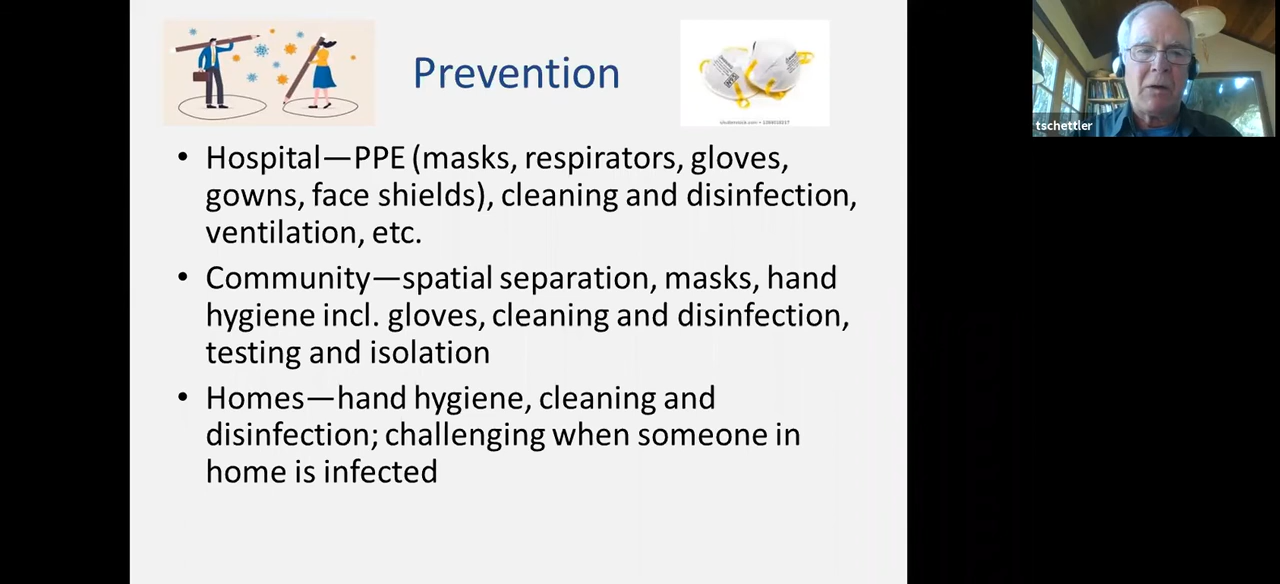 Prevention
tschettler
• Hospital—PPE (masks, respirators, gloves,
gowns, face shields), cleaning and disinfection,
ventilation, etc.
• Community—spatial separation, masks, hand
hygiene incl. gloves, cleaning and disinfection,
testing and isolation
• Homes—hand hygiene, cleaning and
disinfection; challenging when someone in
home is infected